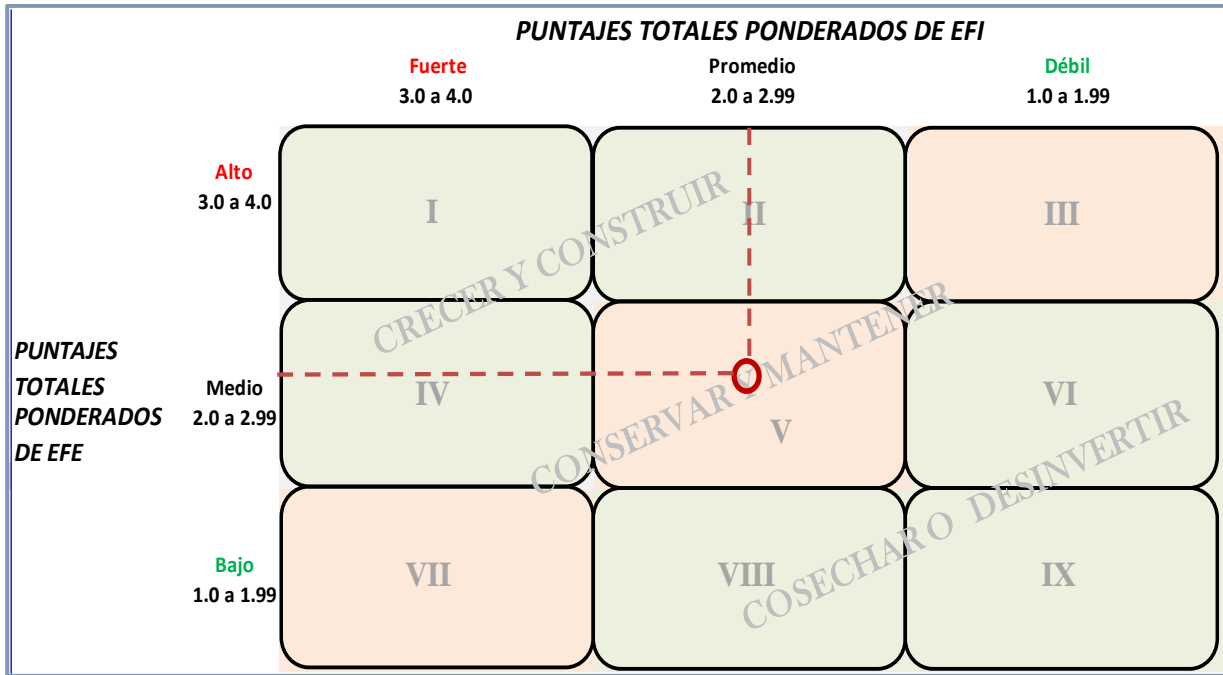 PUNTAJES TOTALES PONDERADOS DE EFI
Fuerte
3.0 a 4.0
Promedio
2.0 a 2.99
Débil
1.0 a 1.99
Alto
3.0 a 4.0
I
II
III
CRECER Y CONSTRUIR
PUNTAJES
TOTALES
PONDERADOS
DE EFE
Medio
2.0 a 2.99
IV
V
VI
CONSERVAR Y MANTENER
Bajo
1.0 a 1.99
VII
VIII
IX
COSECHAR O DESINVERTIR